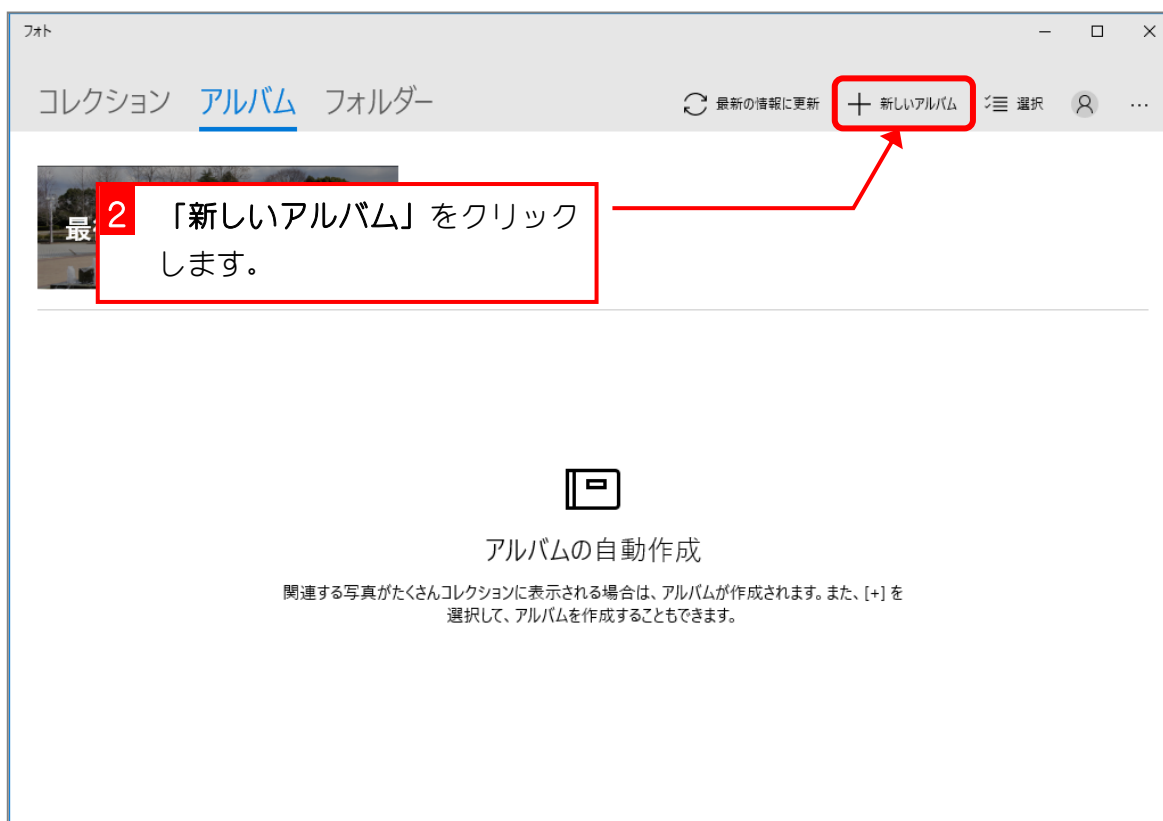 フォト
コレクション アルバム フォルダー 最新の情報に更新 新しいアルバム 選択 …
最
2 「新しいアルバム」をクリック
します。
アルバムの自動作成
関連する写真がたくさんコレクションに表示される場合は、アルバムが作成されます。また、[+] を
選択して、アルバムを作成することもできます。